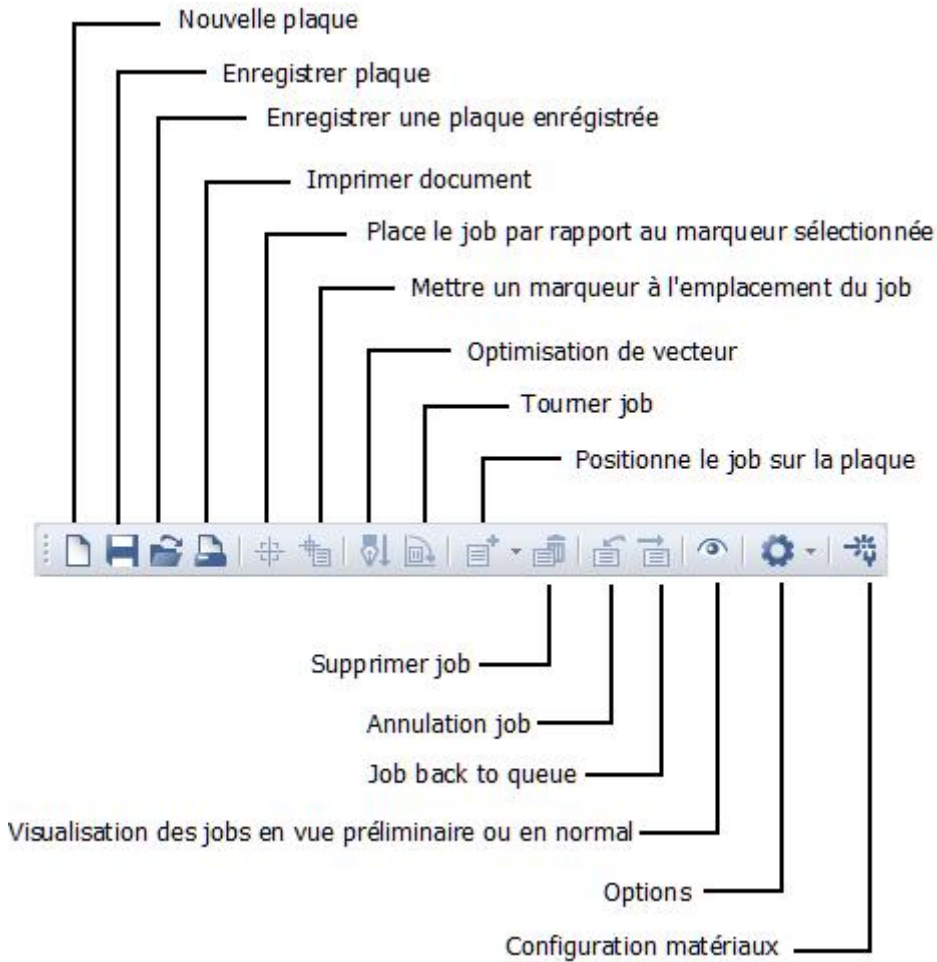 Nouvelle plaque
Enregistrer plaque
Enregistrer une plaque enrégistrée
Imprimer document
Place le job par rapport au marqueur sélectionnée
Mettre un marqueur à l'emplacement du job
Optimisation de vecteur
Tourner job
Positionne le job sur la plaque
Supprimer job
Annulation job
Job back to queue
Visualisation des jobs en vue préliminaire ou en normal
Options
Configuration matériaux